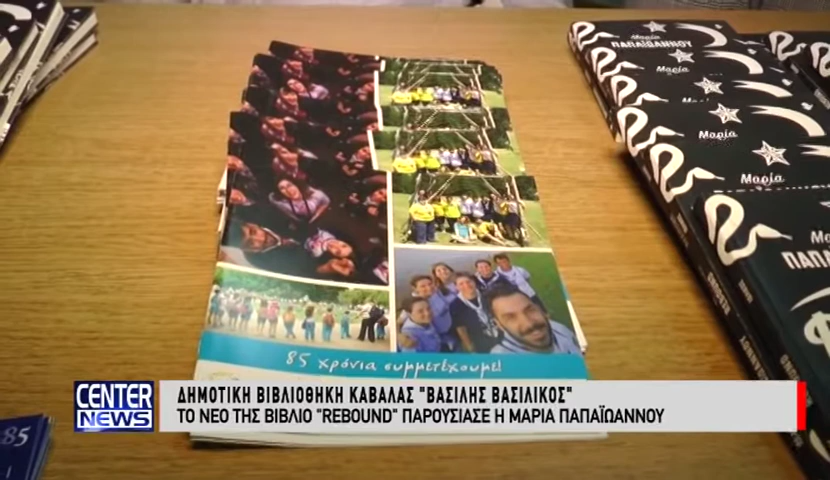 Μαρία
ΠΑΠΑΪΩΑΝΝΟΥ
Μαρία
Μαρία
Μαρία
85 χρόνια συμμετέχουμε!
85
CENTER
NEWS
ΔΗΜΟΤΙΚΗ ΒΙΒΛΙΟΘΗΚΗ ΚΑΒΑΛΑΣ "ΒΑΣΙΛΗΣ ΒΑΣΙΛΙΚΟΣ"
ΤΟ ΝΕΟ ΤΗΣ ΒΙΒΛΙΟ "REBOUND" ΠΑΡΟΥΣΙΑΣΕ Η ΜΑΡΙΑ ΠΑΠΑΪΩΑΝΝΟΥ